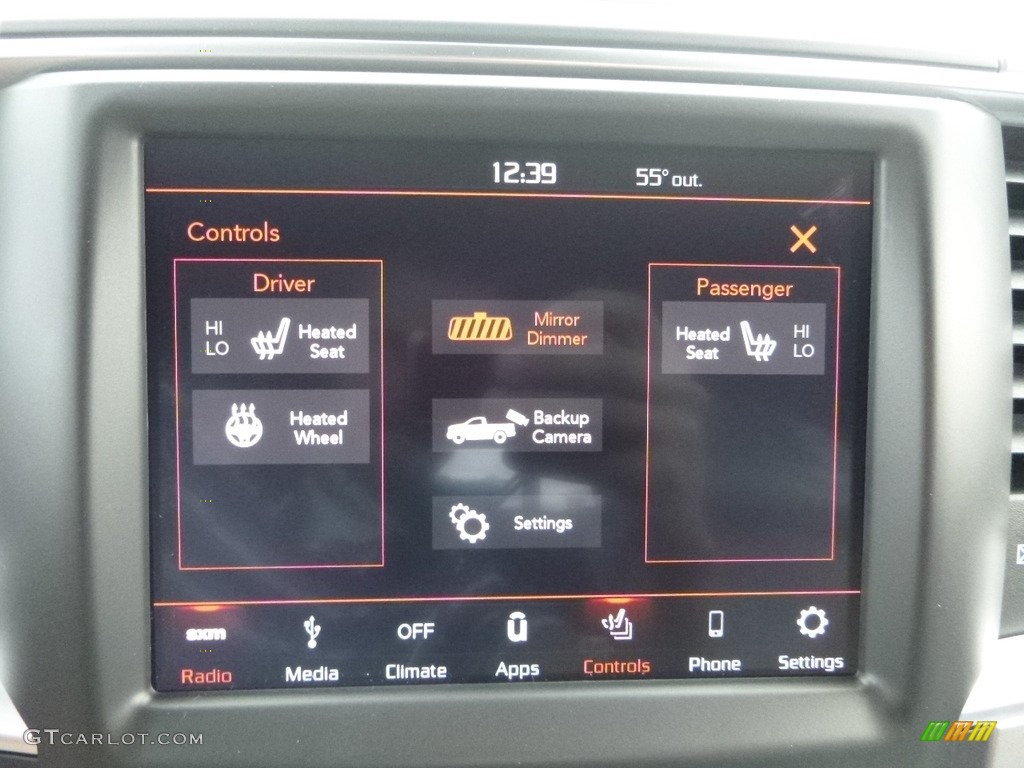 12:39
55° out.
Controls
Driver
HI
LO
Heated
Seat
Heated
Wheel
Mirror
Dimmer
Backup
Camera
Settings
Passenger
Heated
Seat
HI
LO
sxm
Radio
Media
OFF
Climate
Apps
Controls
Phone
Settings
GTCARLOT.COM